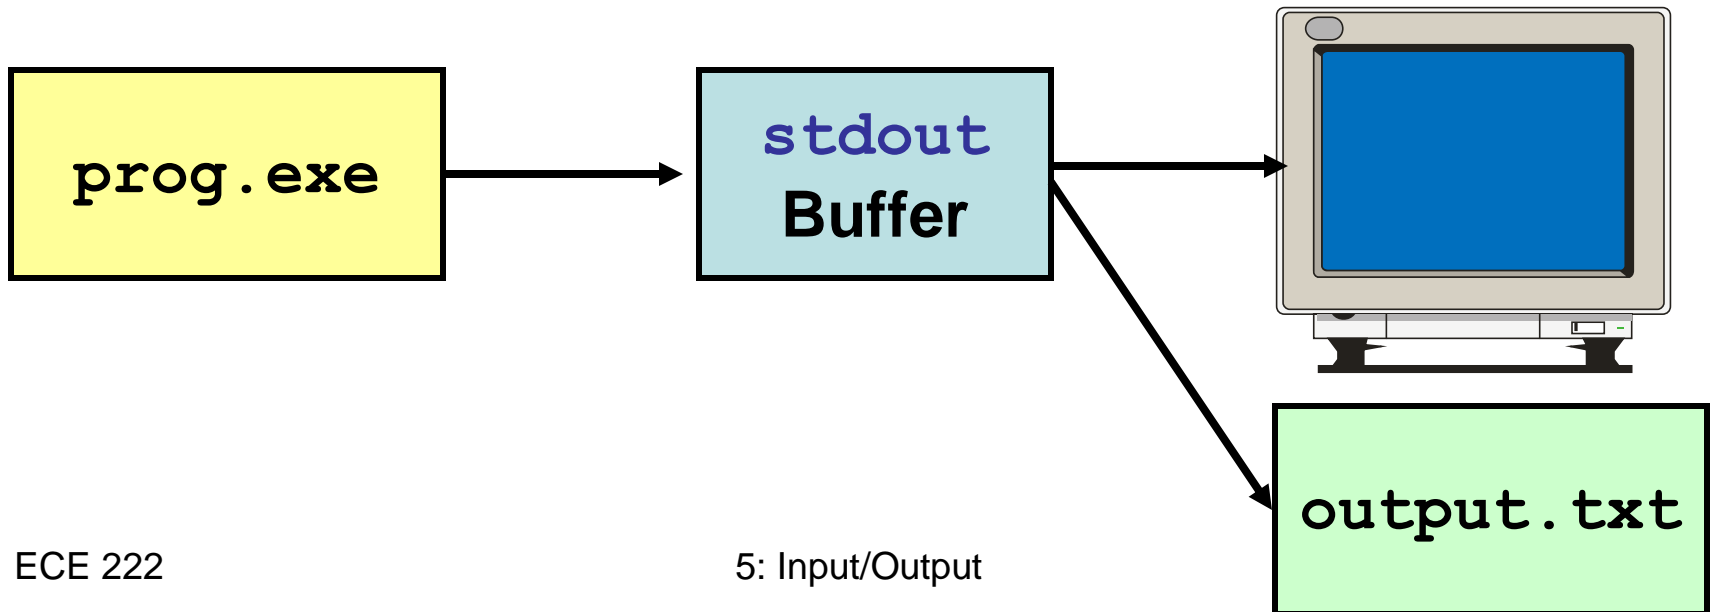 prog.exe
stdout
Buffer
output.txt
ECE 222
5: Input/Output